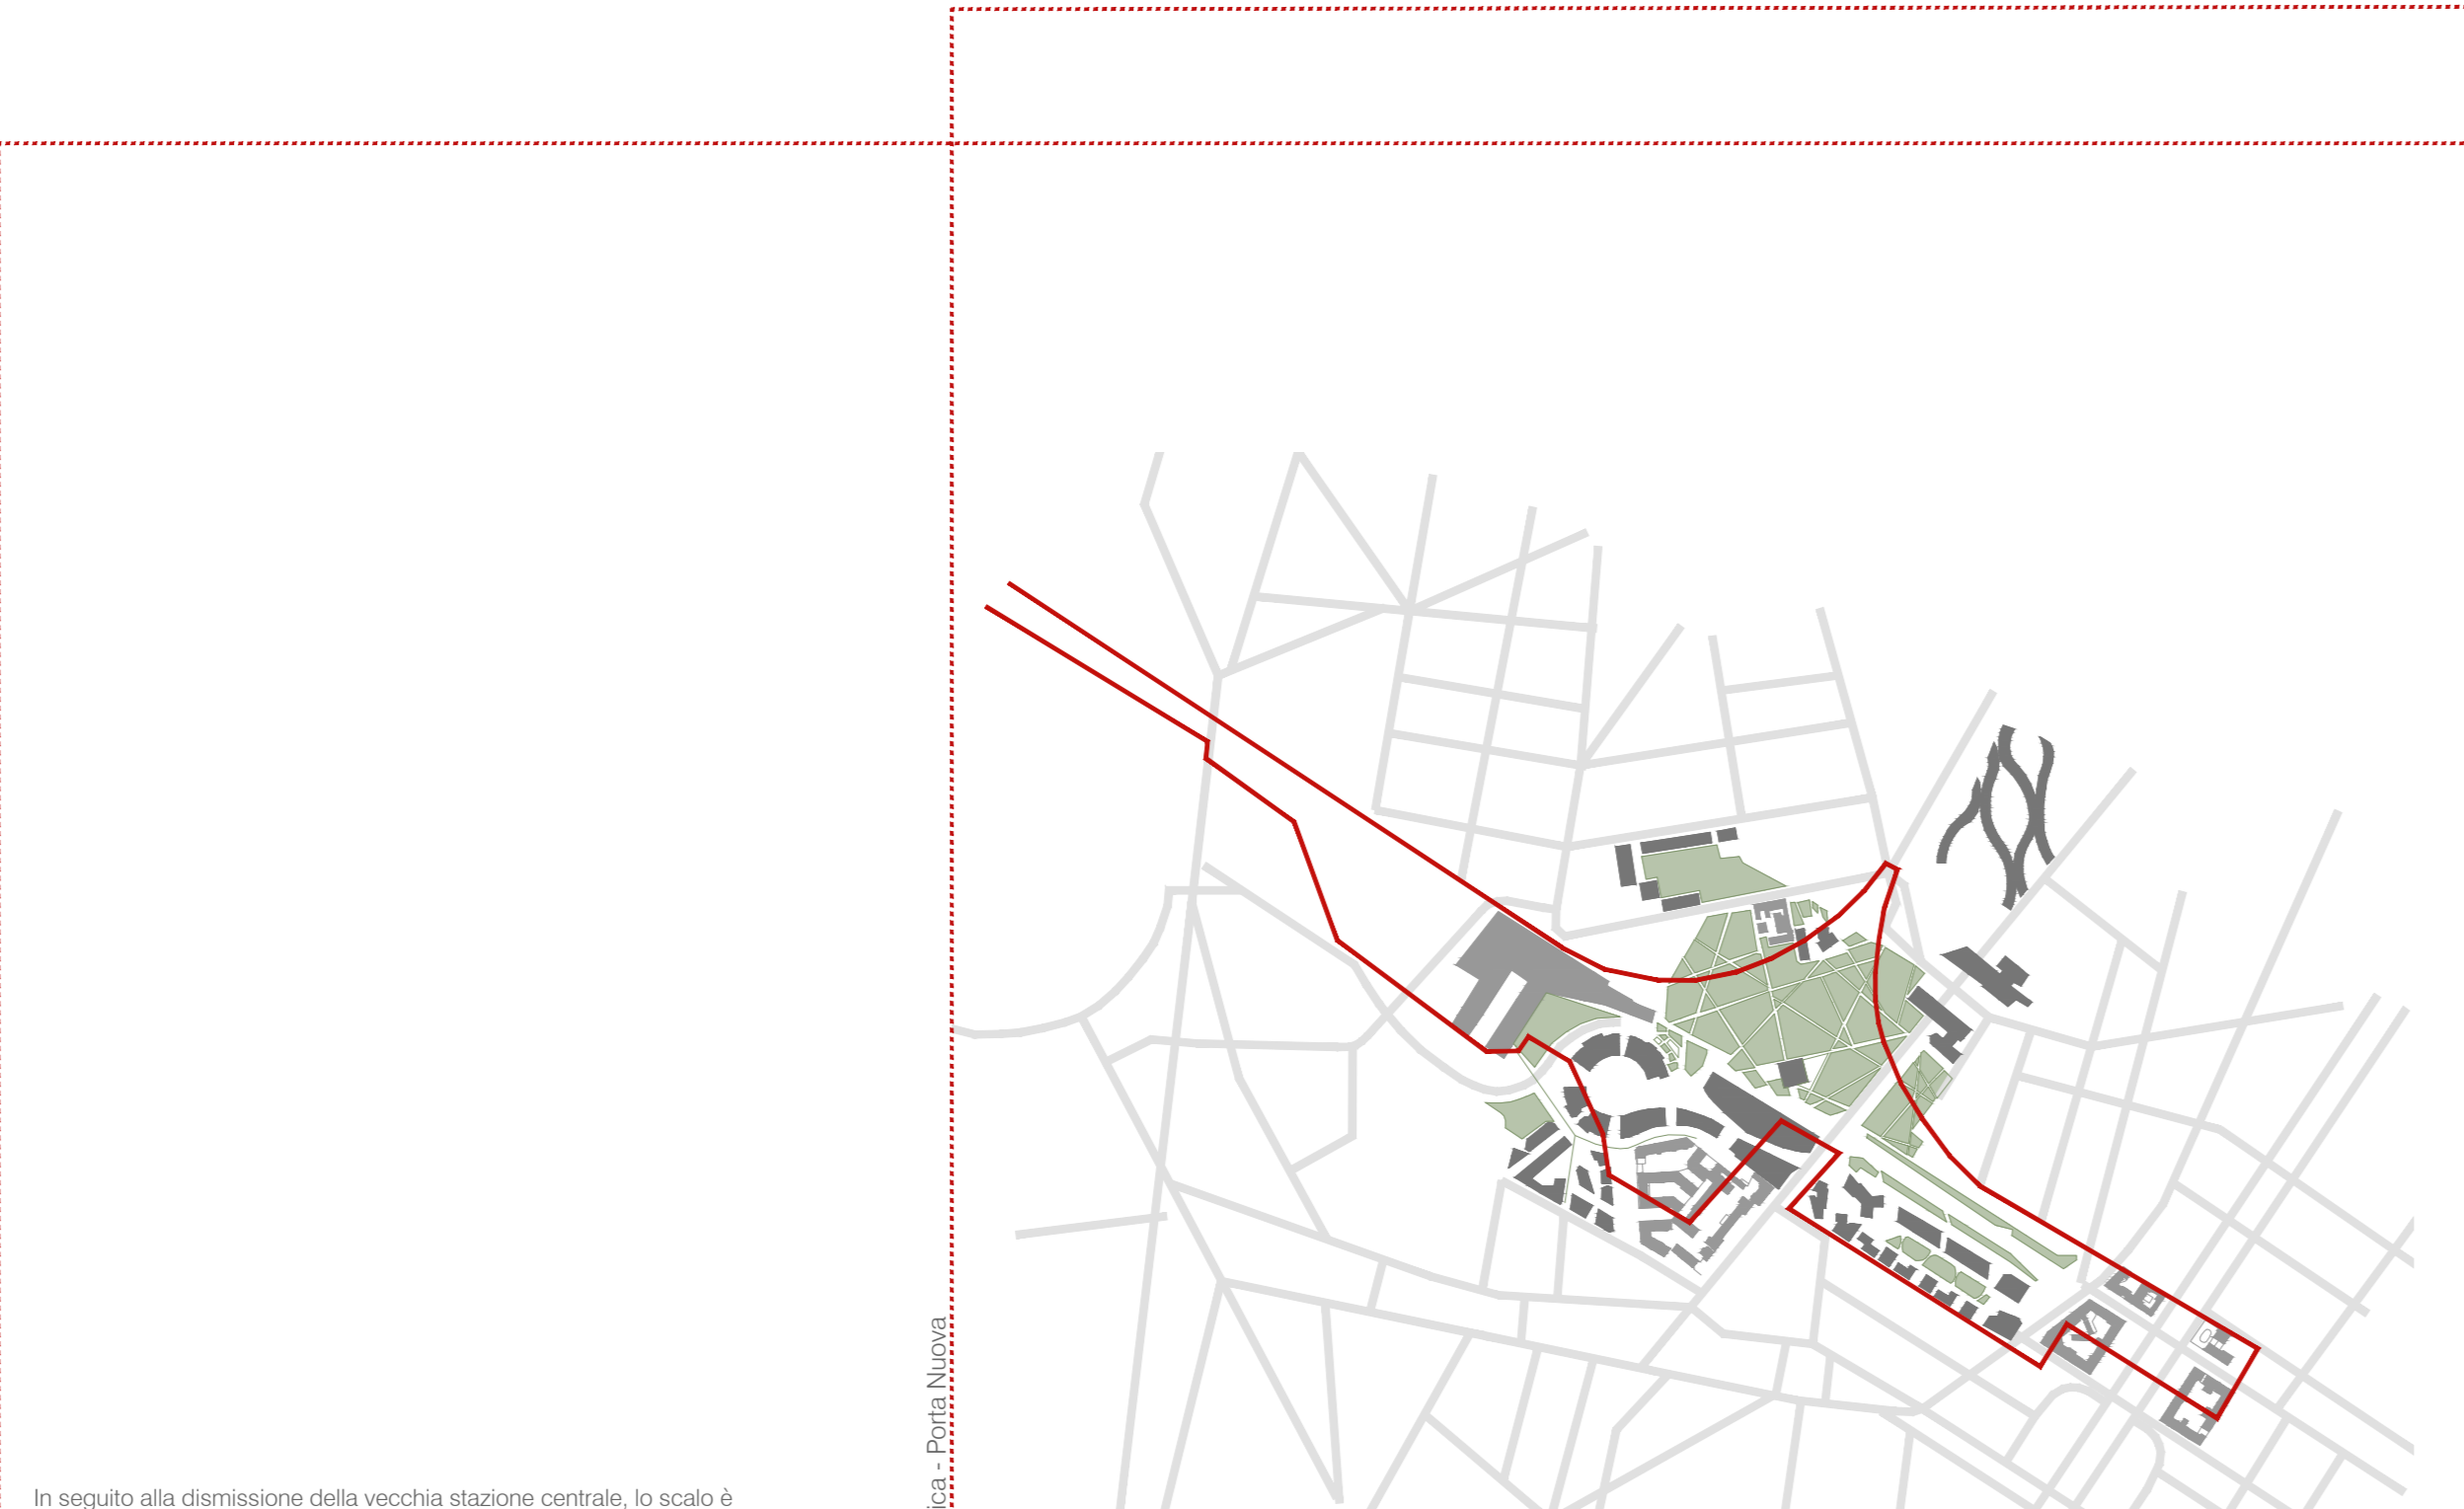 ica - Porta Nuova
In seguito alla dismissione della vecchia stazione centrale, lo scalo è